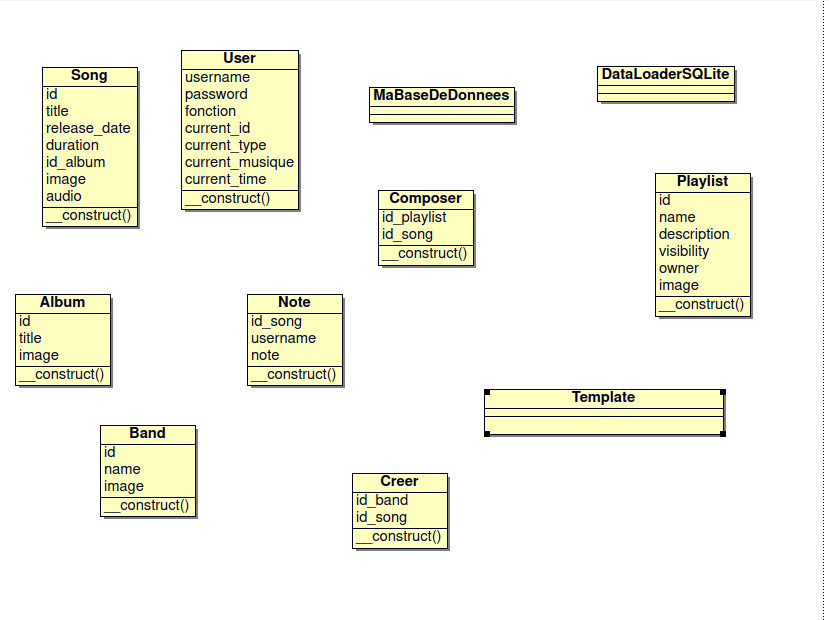 Song
id
title
release_date
duration
id_album
image
audio
__construct()
User
username
password
fonction
current_id
current_type
current_musique
current_time
__construct()
MaBaseDeDonnees
DataLoaderSQLite
Composer
id_playlist
id_song
__construct()
Playlist
id
name
description
visibility
owner
image
__construct()
Album
id
title
image
__construct()
Note
id_song
username
note
__construct()
Template
Band
id
name
image
__construct()
Creer
id_band
id_song
__construct()